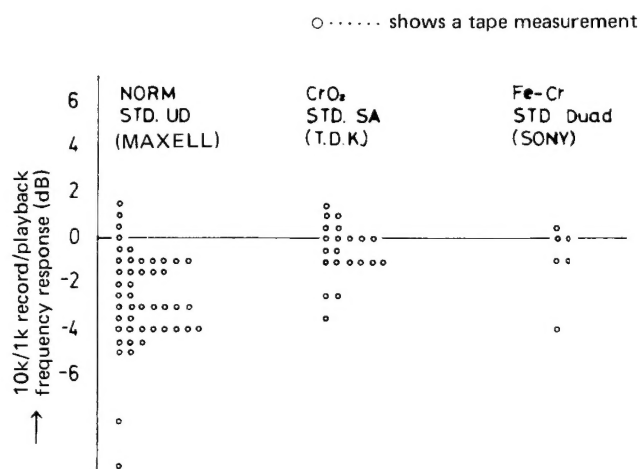 ○ ······ shows a tape measurement
NORM
STD. UD
(MAXELL)
CrO₂
STD. SA
(T.D.K.)
Fe-Cr
STD Duad
(SONY)
6
4
2
0
-2
-4
-6
→ 10k/1k record/playback
frequency response (dB)